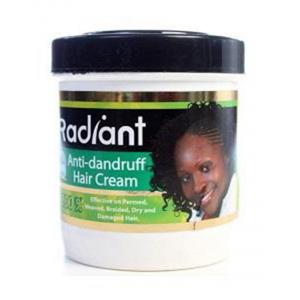 Radiant
Anti-dandruff
Hair Cream
Effective on Permed,
Weaved, Braided, Dry and
Damaged Hair.